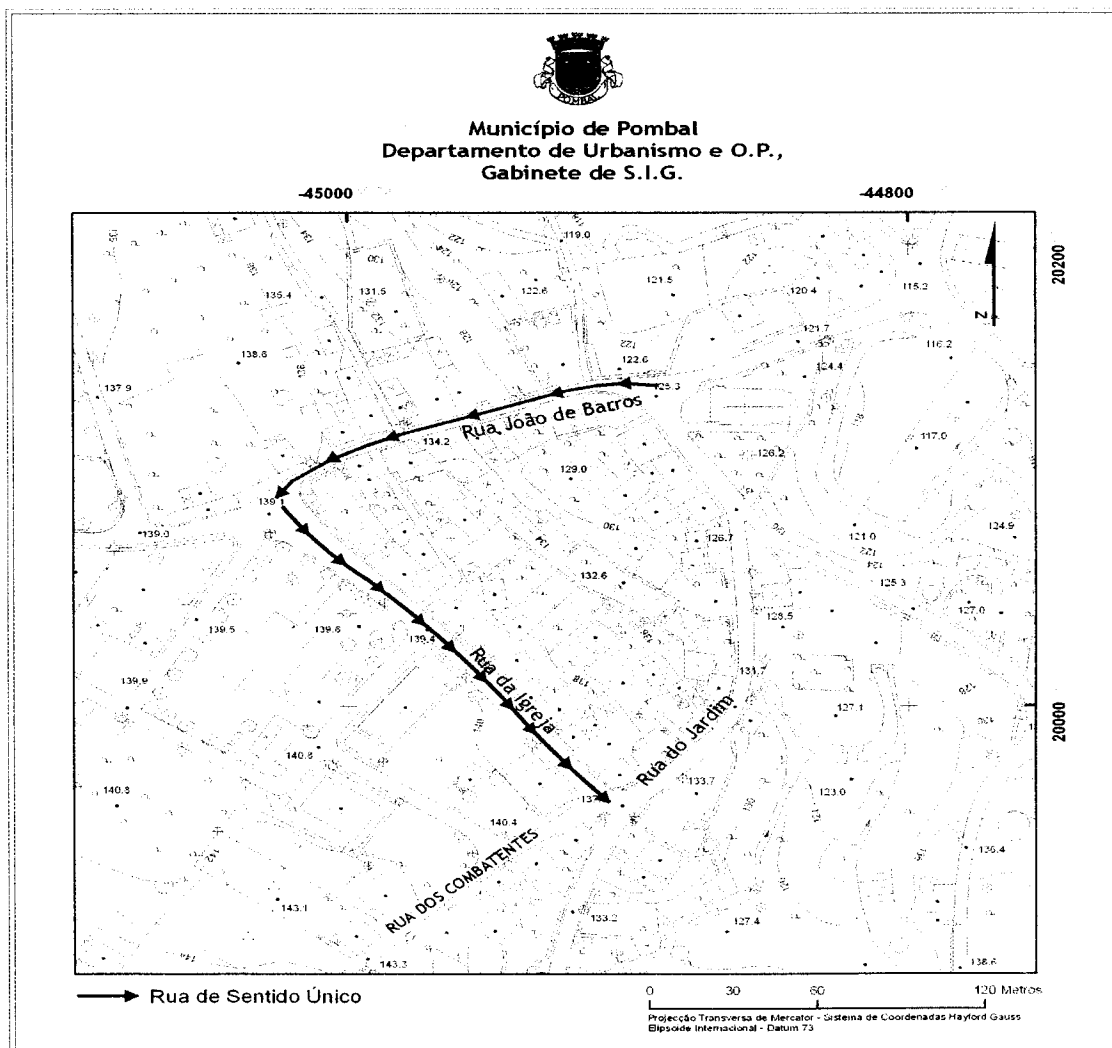 POMBAL
Município de Pombal
Departamento de Urbanismo e O.P.,
Gabinete de S.I.G.
-45000 -44800
20200
119.0
135.4 131.5 122.6 121.5 120.4 115.2
121.7
138.6 122.6 116.2
137.9 124.4
Rua João de Barros
134.2 117.0
129.0 126.2
139
139.0 126.7 121.0 124.9
132.6 125.3 127.0
139.5 139.6 139.4 128.5
Rua da Igreja
139.9 131.7
127.1
20000
Rua do Jardim
140.8
140.8 133.7 123.0
137
140.4
RUA DOS COMBATENTES
136.4
143.1 133.2 127.4
143.3 138.6
Rua de Sentido Único
0 30 60 120 Metros
Projecção Transversa de Mercator - Sistema de Coordenadas Hayford Gauss
Elipsoide Internacional - Datum 73
Z